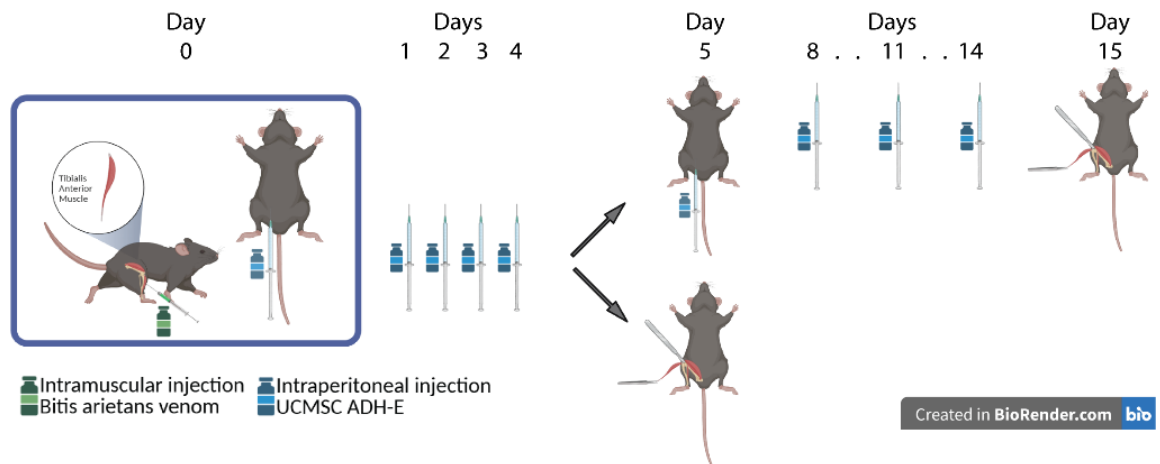 Day Days Day Day
0 1 2 3 4 5 8 . . 11 . . 14 15
Tibialis
Anterior
Muscle
Intramuscular injection
Bitis arietans venom
Intraperitoneal injection
UCMSC ADH-E
Created in BioRender.com bio